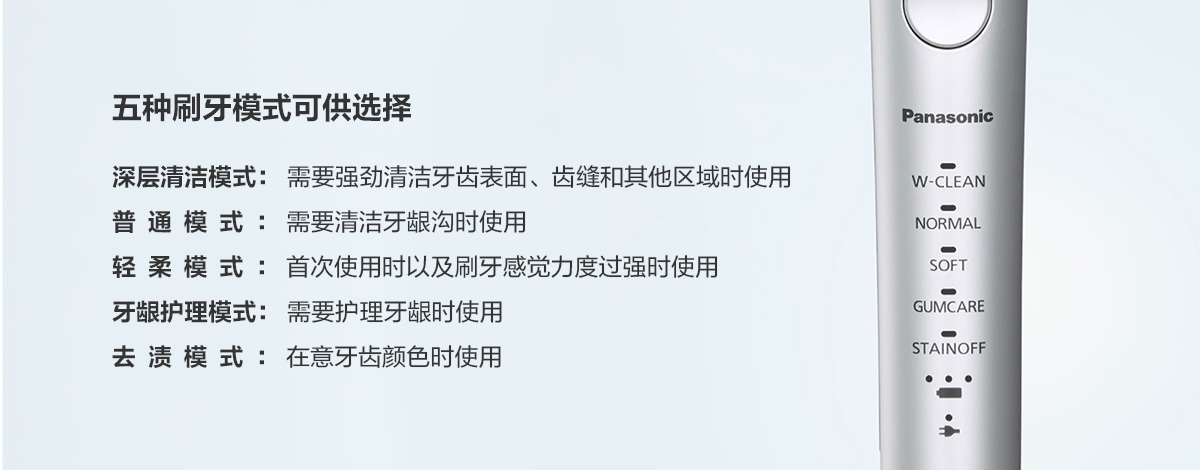 五种刷牙模式可供选择
深层清洁模式： 需要强劲清洁牙齿表面、齿缝和其他区域时使用
普通模式： 需要清洁牙龈沟时使用
轻柔模式： 首次使用时以及刷牙感觉力度过强时使用
牙龈护理模式： 需要护理牙龈时使用
去渍模式： 在意牙齿颜色时使用
Panasonic
W-CLEAN
NORMAL
SOFT
GUMCARE
STAINOFF